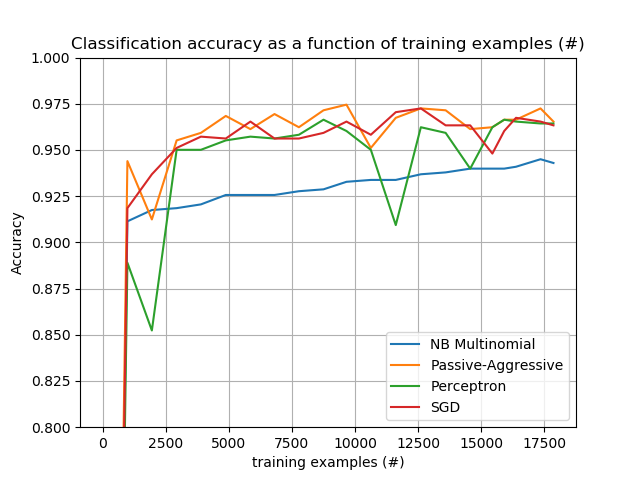 Classification accuracy as a function of training examples (#)
1.000
0.975
0.950
0.925
0.900
0.875
0.850
0.825
0.800
Accuracy
NB Multinomial
Passive-Aggressive
Perceptron
SGD
0 2500 5000 7500 10000 12500 15000 17500
training examples (#)